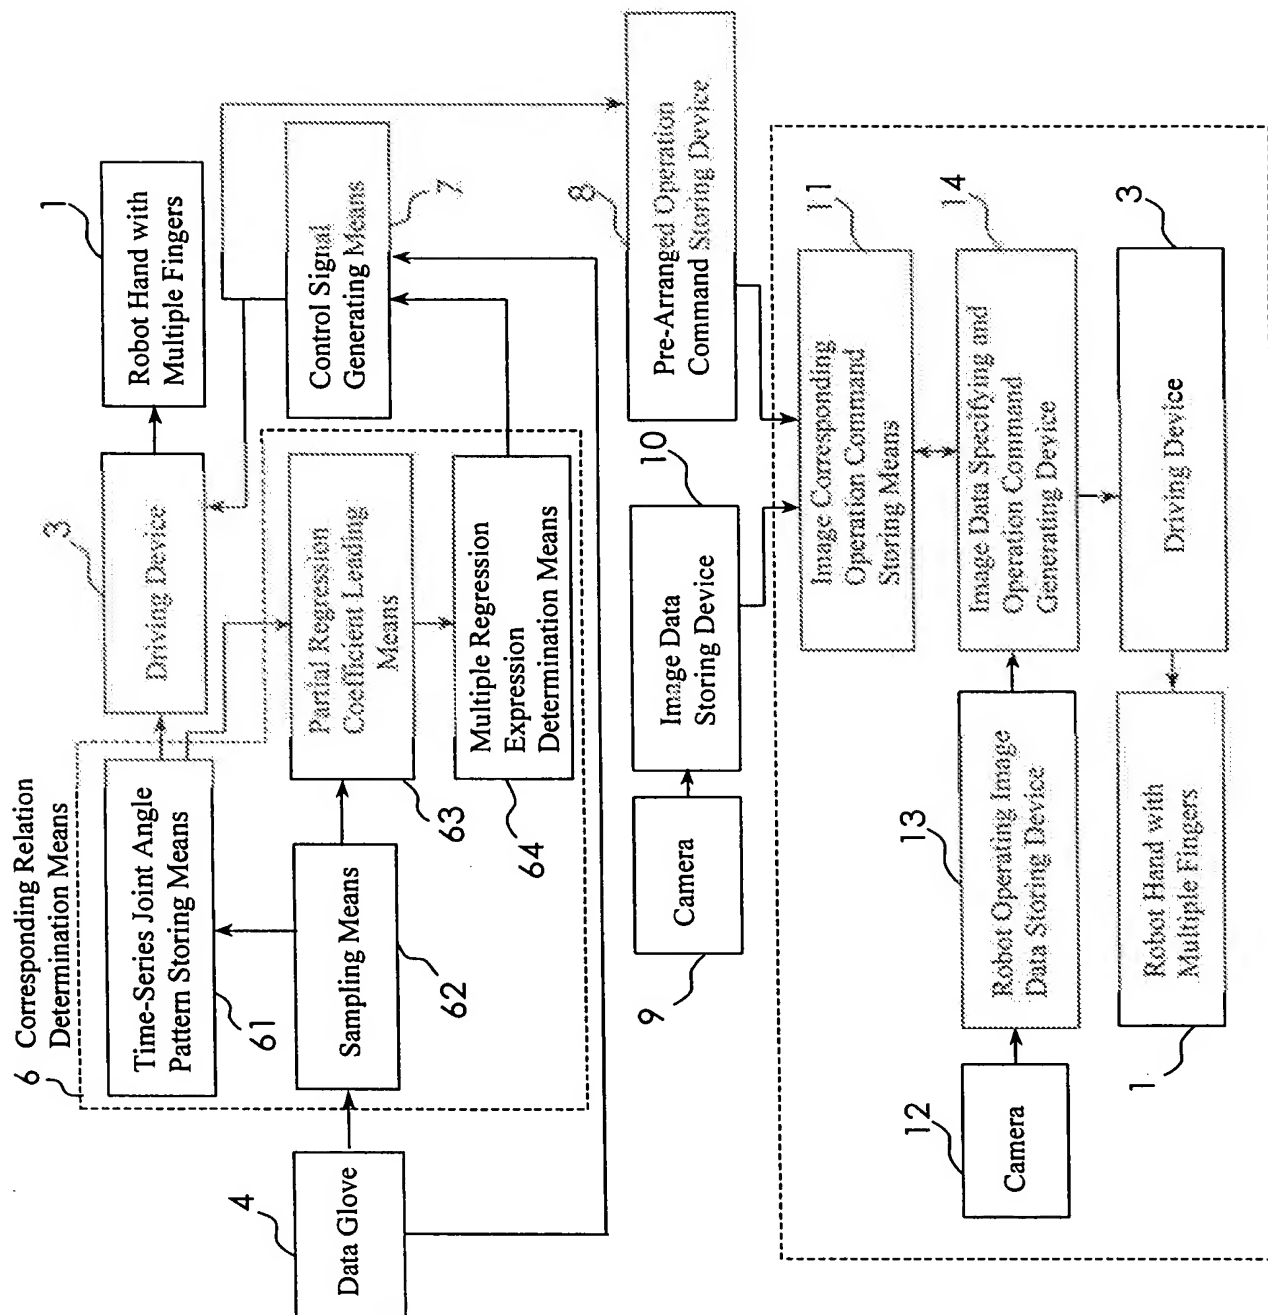 6 Corresponding Relation
Determination Means
Time-Series Joint Angle
Pattern Storing Means
61
3
Driving Device
1
Robot Hand with
Multiple Fingers
4
Data Glove
Sampling Means
62
Partial Regression
Coefficient Leading
Means
63
Control Signal
Generating Means
7
Multiple Regression
Expression
Determination Means
64
9
Camera
10
Image Data
Storing Device
8
Pre-Arranged Operation
Command Storing Device
Image Corresponding
Operation Command
Storing Means
11
12
Camera
13
Robot Operating Image
Data Storing Device
Image Data Specifying and
Operation Command
Generating Device
14
1
Robot Hand with
Multiple Fingers
Driving Device
3